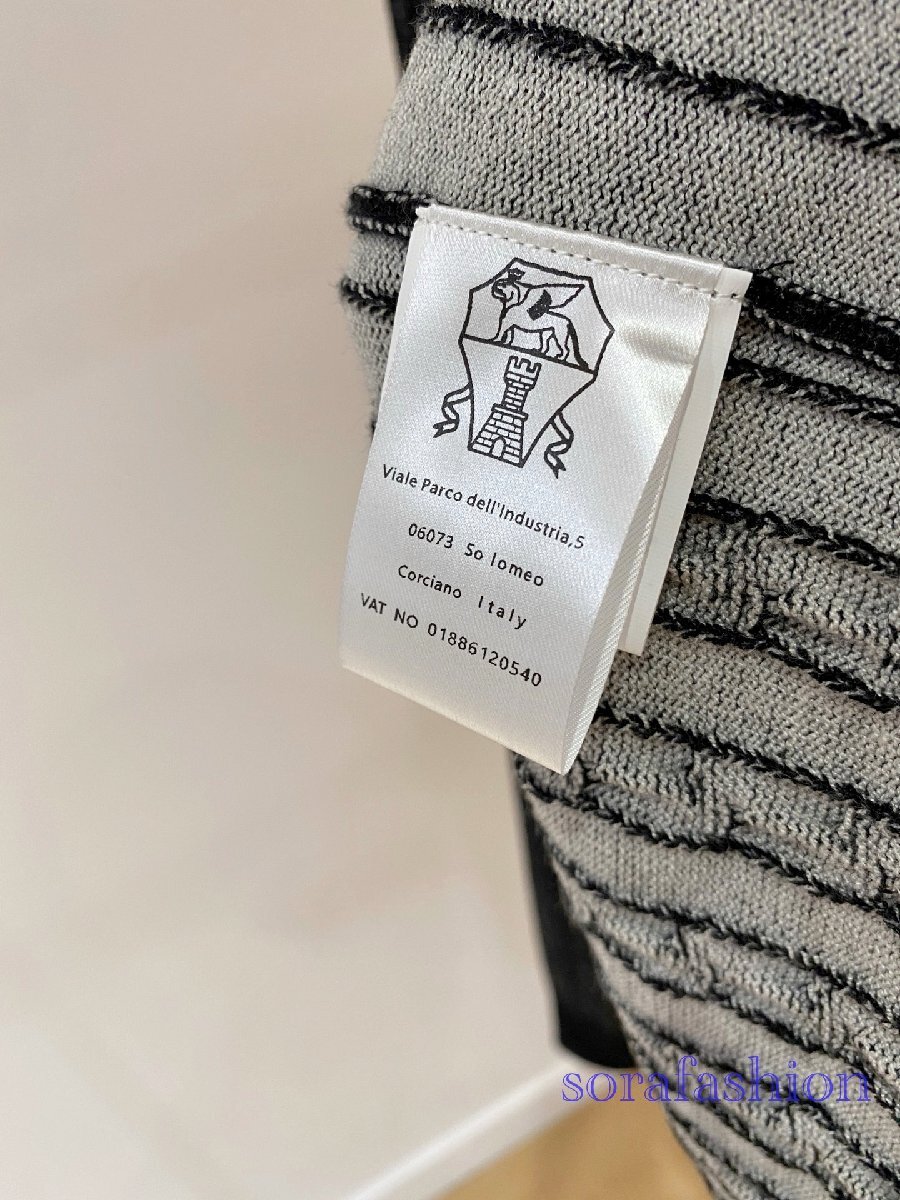 Viale Parco dell'Industria,5
06073 So lomeo
Corciano Italy
VAT NO 01886120540
sorafashion